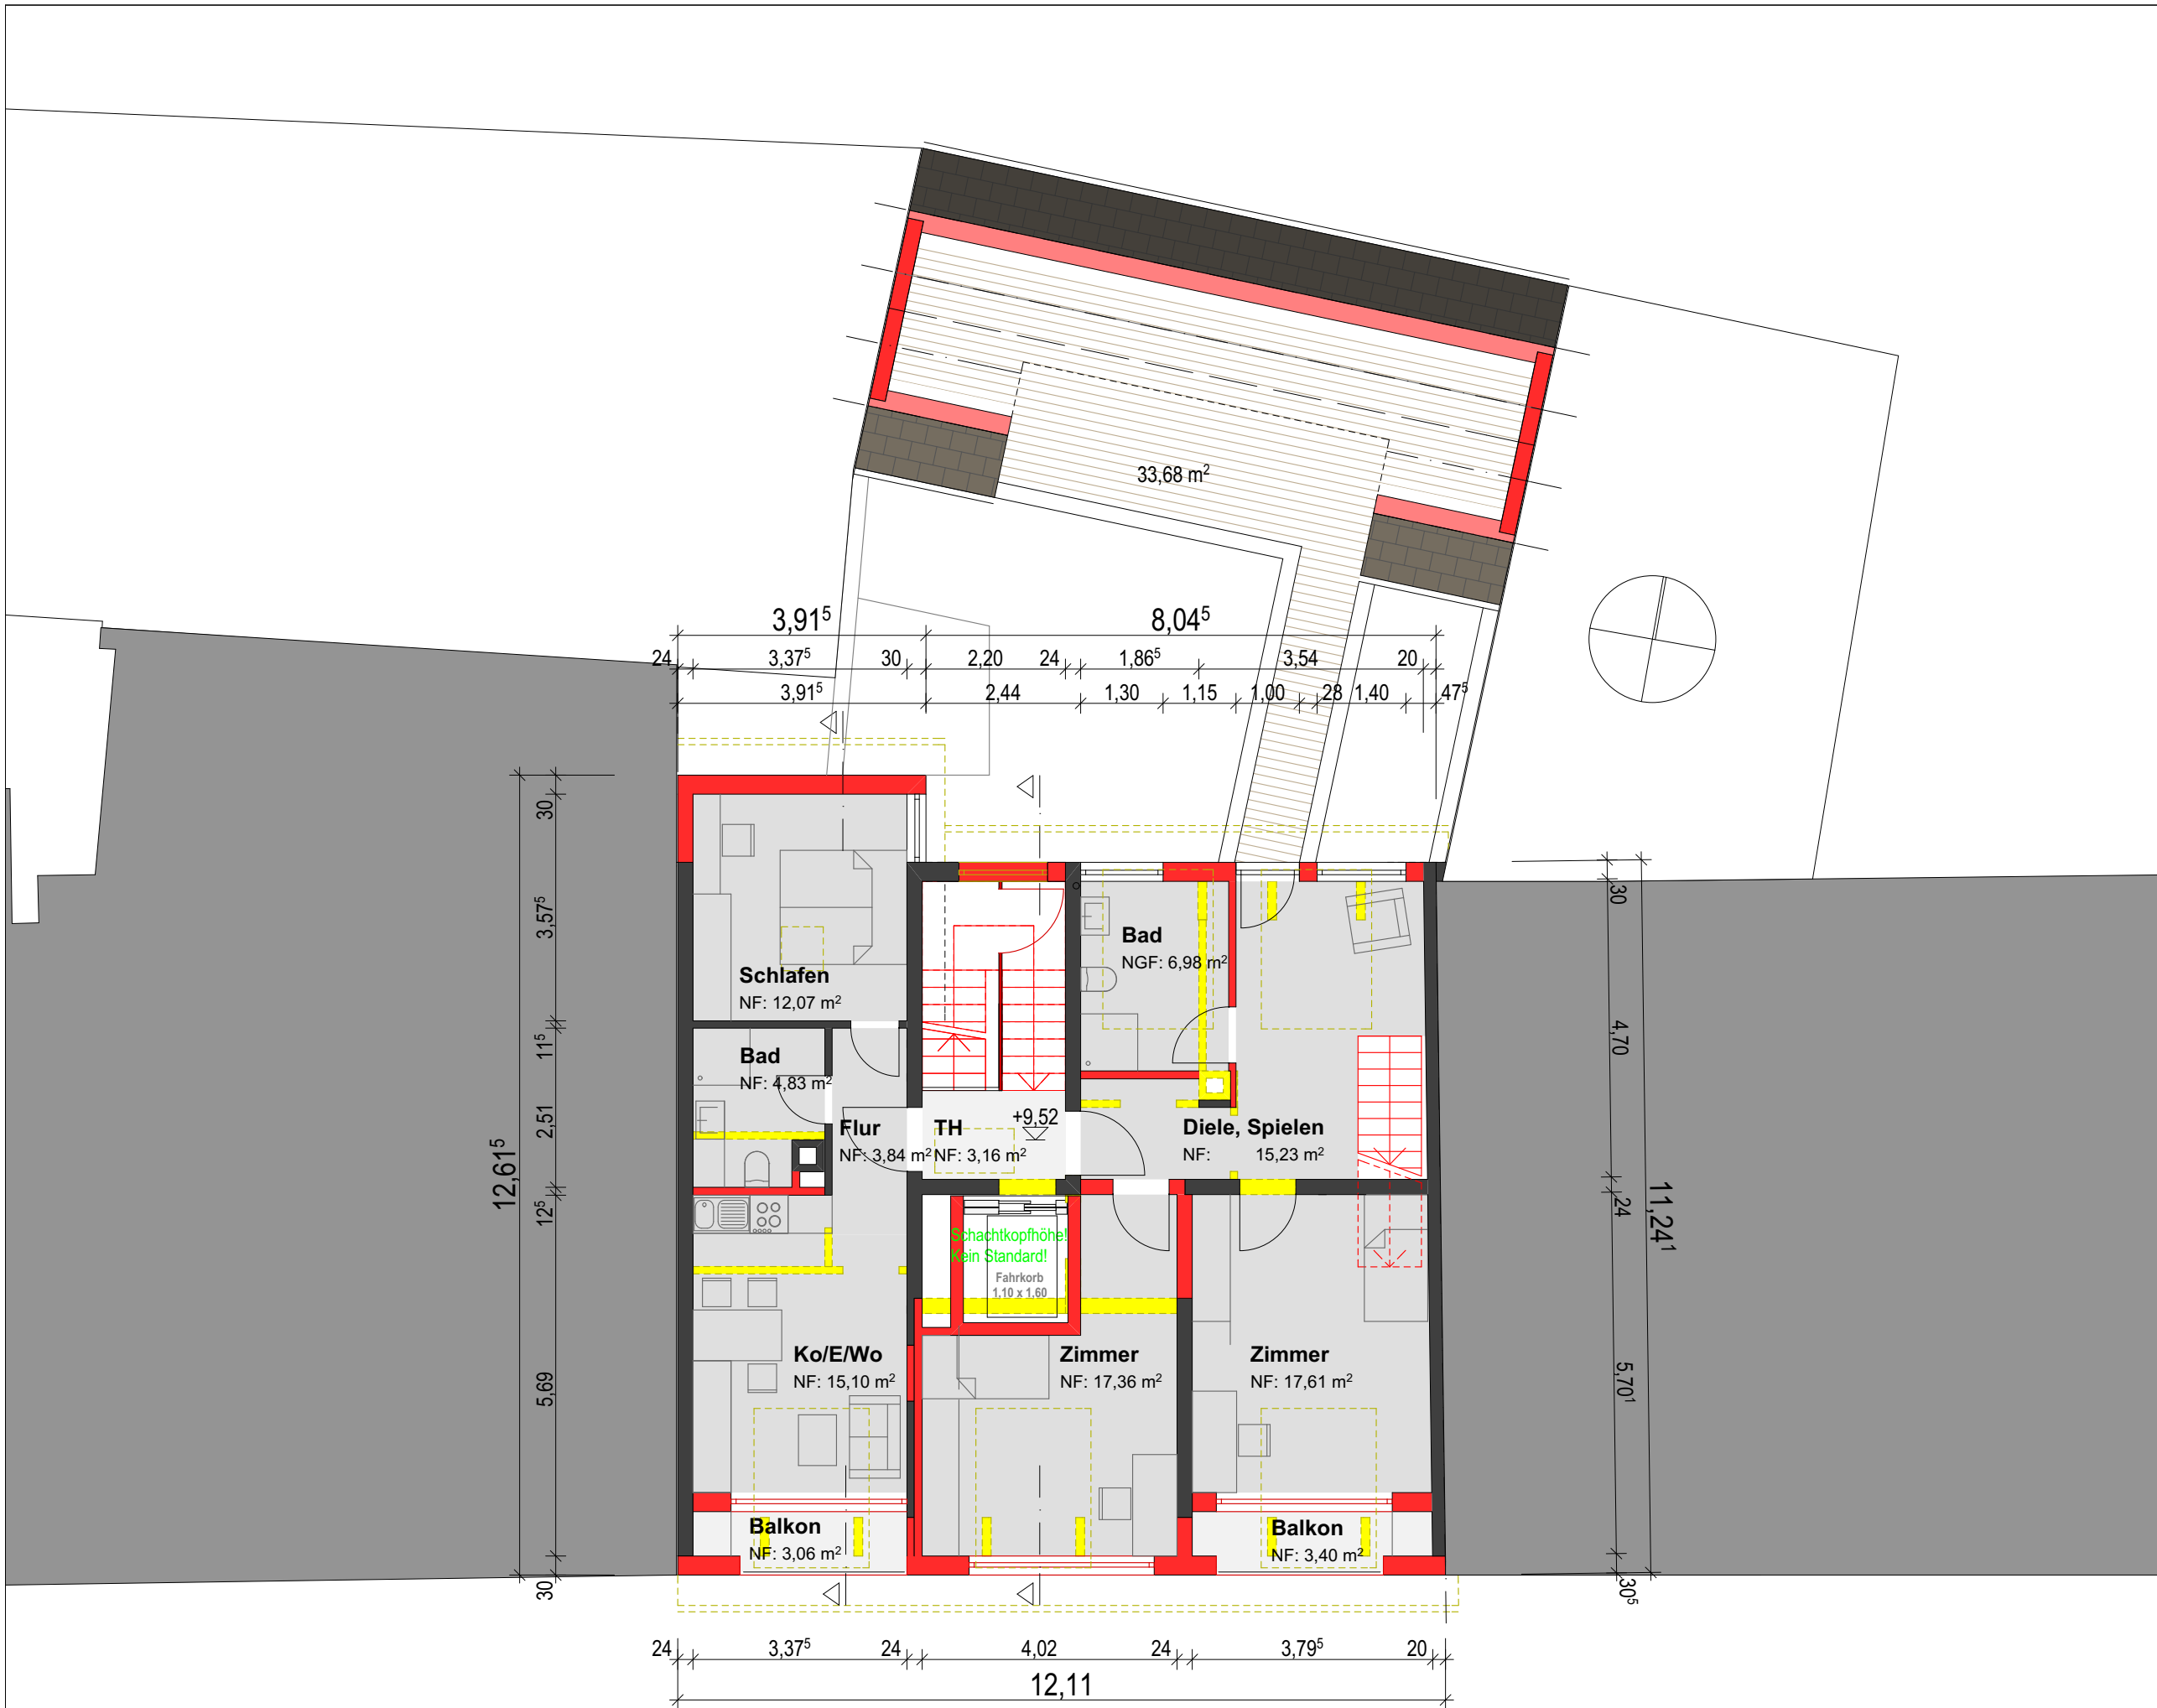 33,68 m²
3,91⁵
8,04⁵
24
3,37⁵
30
2,20
24
1,86⁵
3,54
20
3,91⁵
2,44
1,30
1,15
1,00
28
1,40
47⁵
30
3,57⁵
11⁵
2,51
12⁵
5,69
30
12,61⁵
Schlafen
NF: 12,07 m²
Bad
NGF: 6,98 m²
Bad
NF: 4,83 m²
Flur
NF: 3,84 m²
TH
NF: 3,16 m²
+9,52
Diele, Spielen
NF: 15,23 m²
Schachtkopfhöhe!
Kein Standard!
Fahrkorb
1,10 x 1,60
Ko/E/Wo
NF: 15,10 m²
Zimmer
NF: 17,36 m²
Zimmer
NF: 17,61 m²
Balkon
NF: 3,06 m²
Balkon
NF: 3,40 m²
30
4,70
24
5,70¹
30⁵
11,24¹
24
3,37⁵
24
4,02
24
3,79⁵
20
12,11